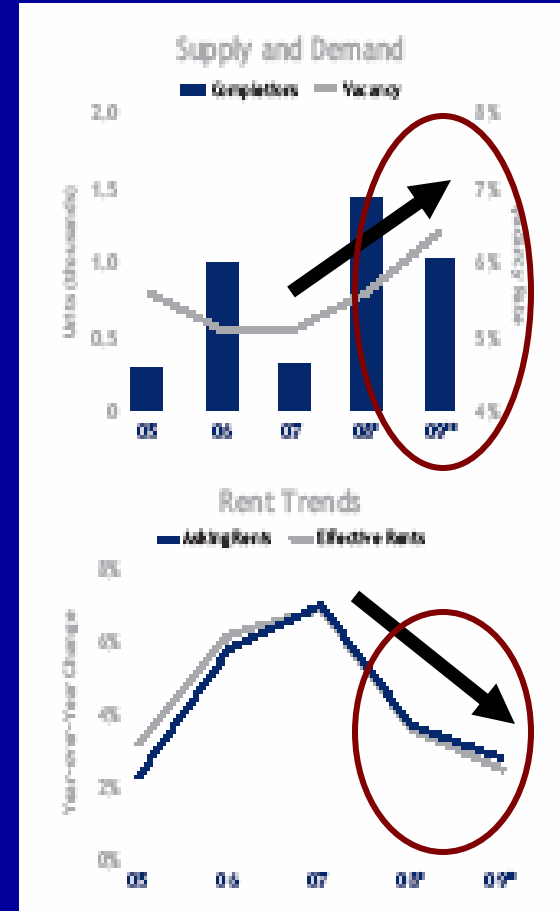 Supply and Demand
Completions Vacancy
2.0 8%
1.5 7%
1.0 6%
0.5 5%
0 4%
Units (thousands)
Vacancy Rate
05 06 07 08* 09**
Rent Trends
Asking Rents Effective Rents
8%
6%
4%
2%
0%
Year-over-Year Change
05 06 07 08* 09**